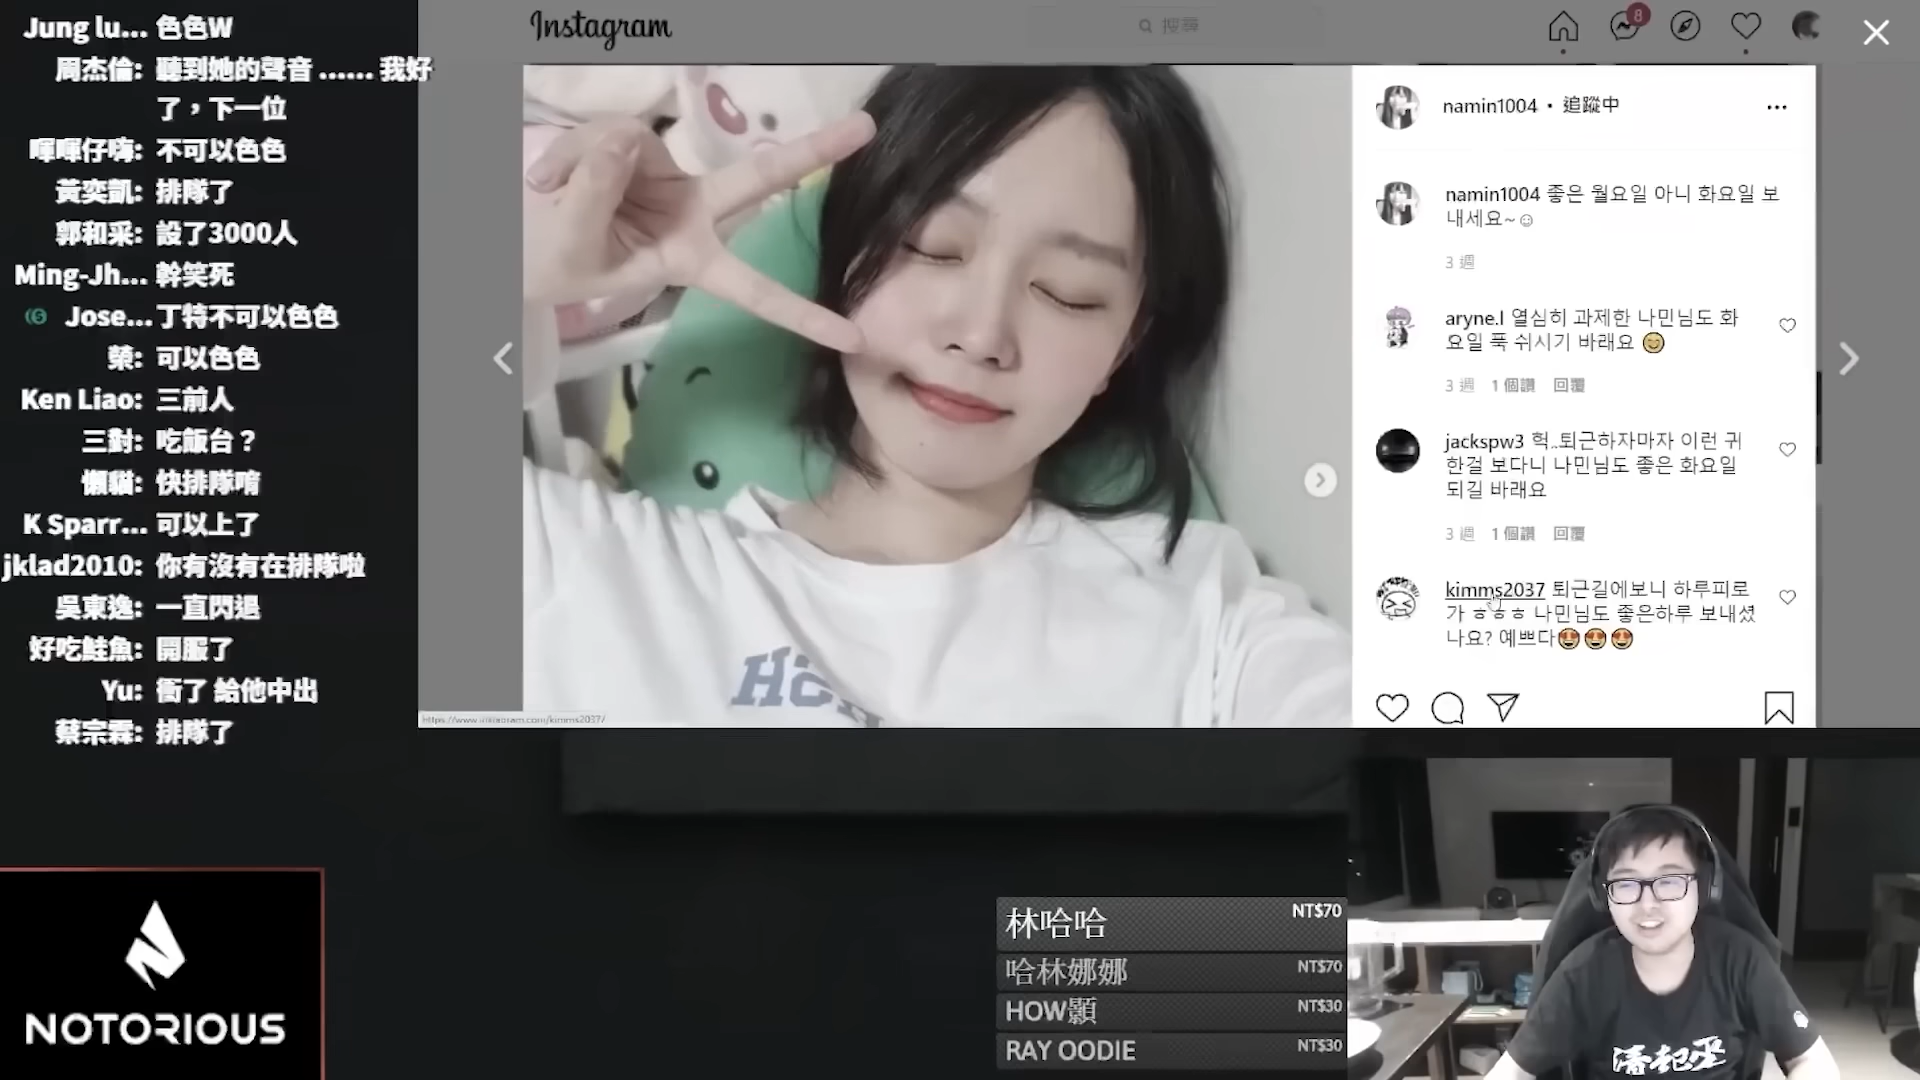 Jung lu... 色色W
周杰倫: 聽到她的聲音 ...... 我好
了，下一位
暉暉仔嗨: 不可以色色
黃奕凱: 排隊了
郭和采: 設了3000人
Ming-Jh... 幹笑死
Jose... 丁特不可以色色
榮: 可以色色
Ken Liao: 三前人
三對: 吃飯台？
懶貓: 快排隊唷
K Sparr... 可以上了
jklad2010: 你有沒有在排隊啦
吳東逸: 一直閃退
好吃鮭魚: 開服了
Yu: 衝了 給他中出
蔡宗霖: 排隊了
NOTORIOUS
Instagram
搜尋
8
namin1004 • 追蹤中
namin1004 좋은 월요일 아니 화요일 보
내세요~☺
3 週
aryne.l 열심히 과제한 나민님도 화
요일 푹 쉬시기 바래요 😊
3 週 1 個讚 回覆
jackspw3 헉..퇴근하자마자 이런 귀
한걸 보다니 나민님도 좋은 화요일
되길 바래요
3 週 1 個讚 回覆
kimms2037 퇴근길에보니 하루피로
가 ㅎㅎㅎ 나민님도 좋은하루 보내셨
나요? 예쁘다😍😍😍
https://www.instagram.com/kimms2037/
林哈哈 NT$70
哈林娜娜 NT$70
HOW顥 NT$30
RAY OODIE NT$30